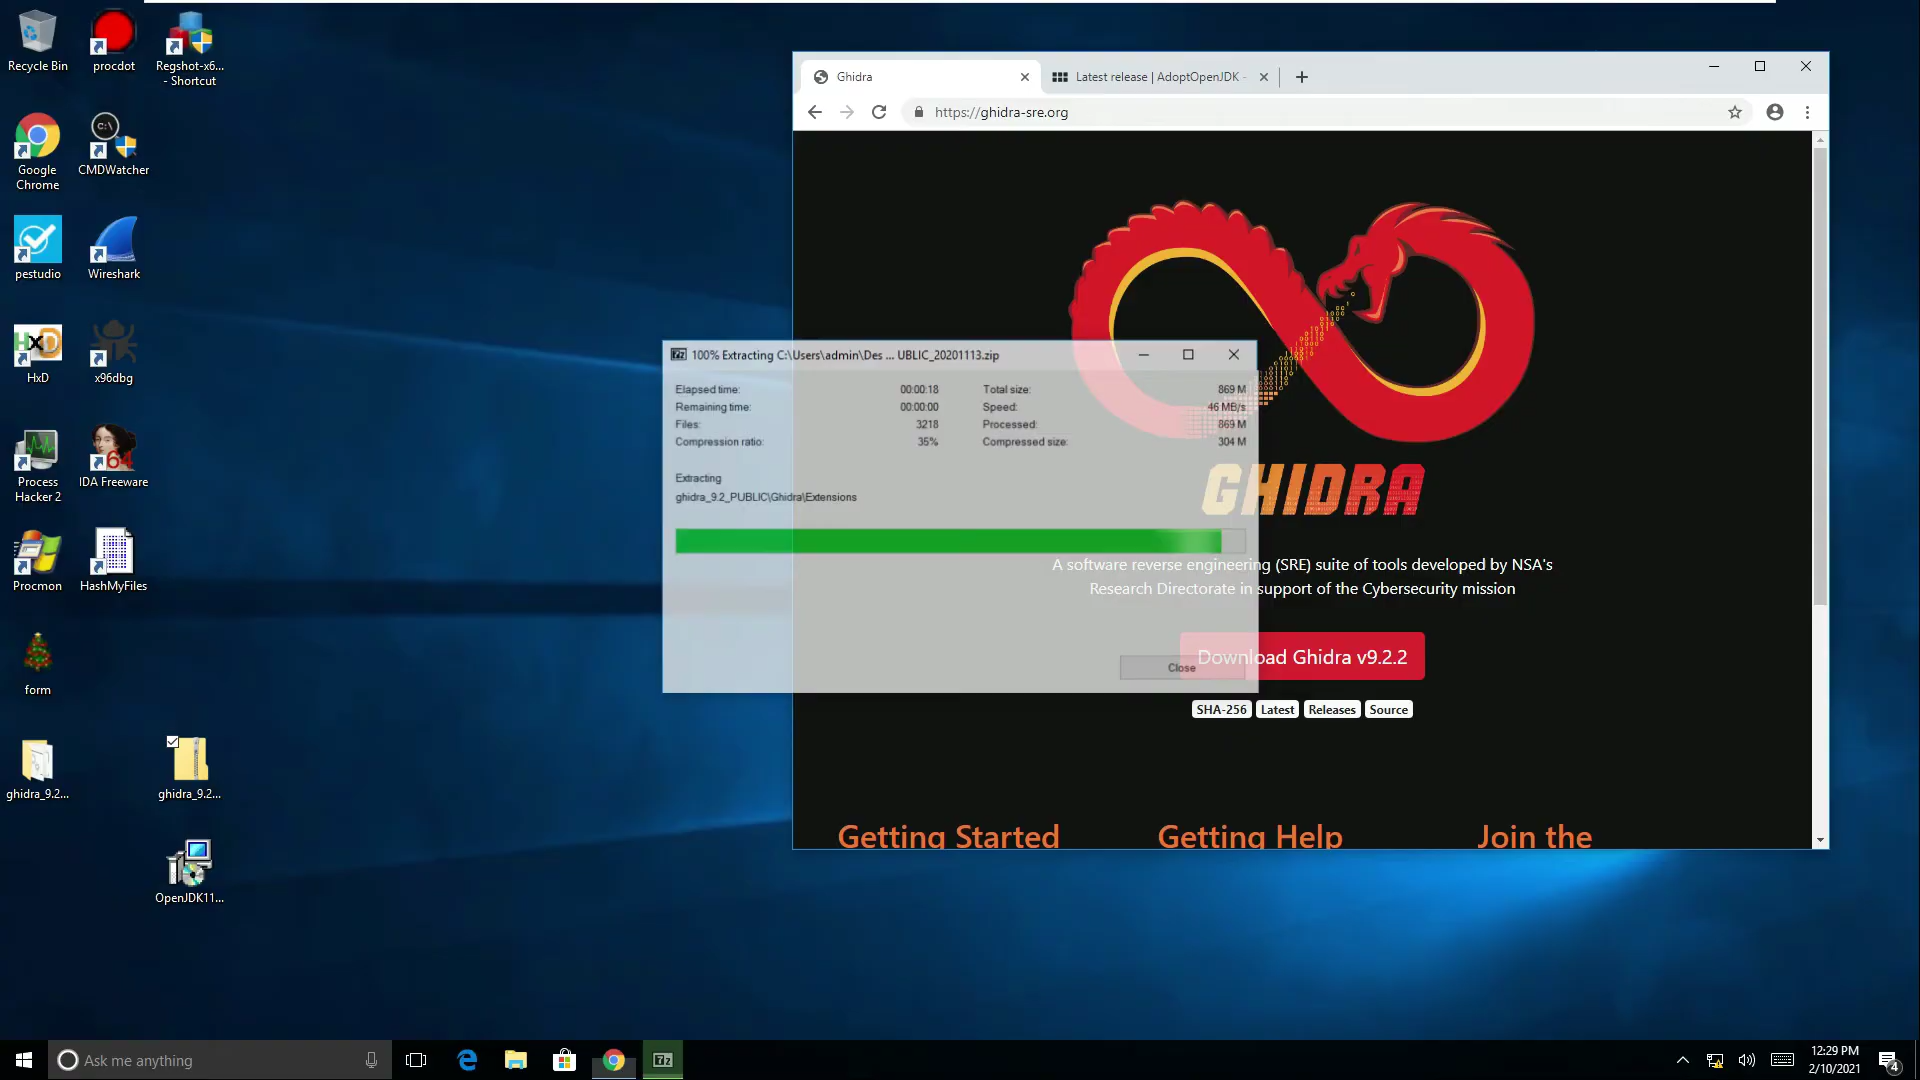 Recycle Bin
procdot
Regshot-x6...
- Shortcut
Google
Chrome
CMDWatcher
pestudio
Wireshark
HxD
x96dbg
Process
Hacker 2
IDA Freeware
Procmon
HashMyFiles
form
ghidra_9.2...
ghidra_9.2...
OpenJDK11...
Ghidra
Latest release | AdoptOpenJDK -
https://ghidra-sre.org
GHIDRA
A software reverse engineering (SRE) suite of tools developed by NSA's
Research Directorate in support of the Cybersecurity mission
Download Ghidra v9.2.2
SHA-256 Latest Releases Source
Getting Started Getting Help Join the
100% Extracting C:\Users\admin\Des ... UBLIC_20201113.zip
Elapsed time: 00:00:18 Total size: 869 M
Remaining time: 00:00:00 Speed: 46 MB/s
Files: 3218 Processed: 869 M
Compression ratio: 35% Compressed size: 304 M
Extracting
ghidra_9.2_PUBLIC\Ghidra\Extensions
Close
Ask me anything
12:29 PM
2/10/2021
4